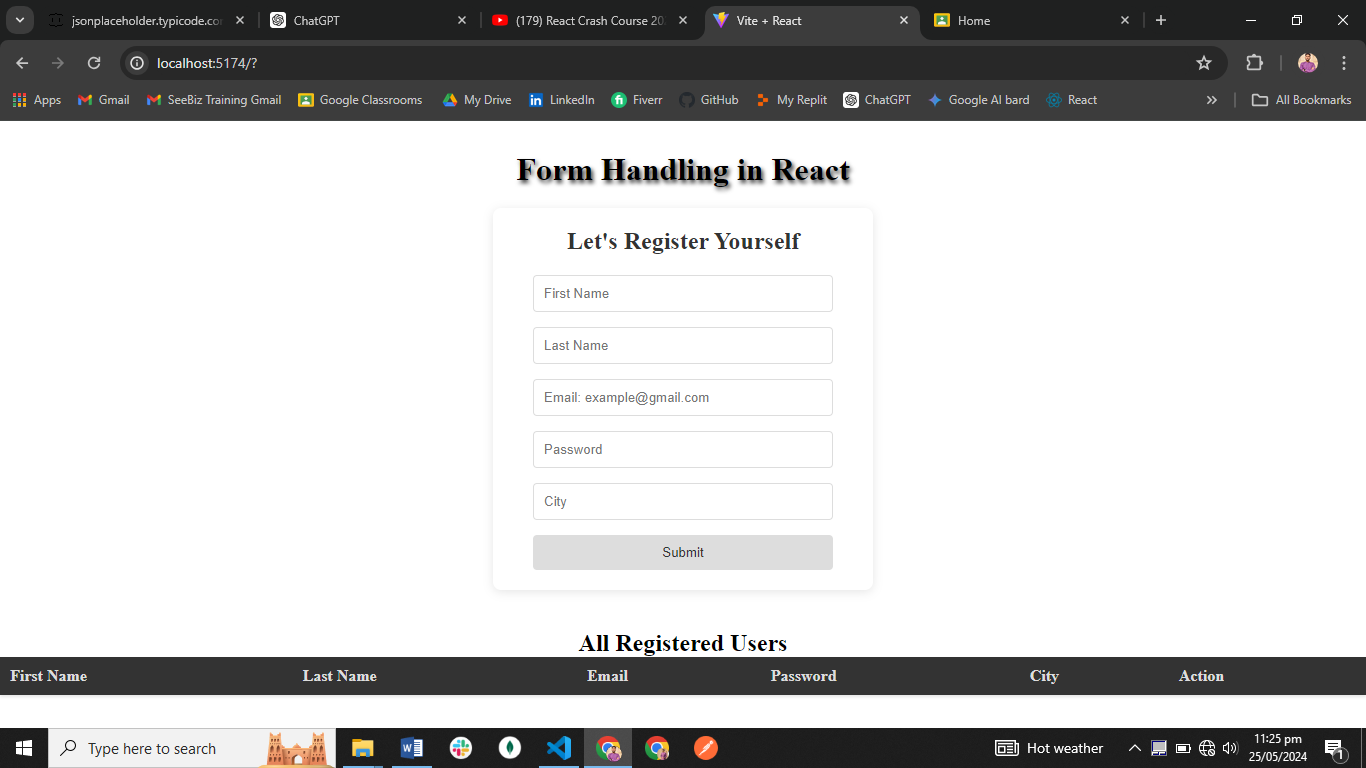 jsonplaceholder.typicode.co
ChatGPT
(179) React Crash Course 20
Vite + React
Home
localhost:5174/?
Apps
Gmail
SeeBiz Training Gmail
Google Classrooms
My Drive
LinkedIn
Fiverr
GitHub
My Replit
ChatGPT
Google AI bard
React
All Bookmarks
Form Handling in React
Let's Register Yourself
First Name
Last Name
Email: example@gmail.com
Password
City
Submit
All Registered Users
First Name Last Name Email Password City Action
Type here to search
Hot weather
11:25 pm
25/05/2024
1